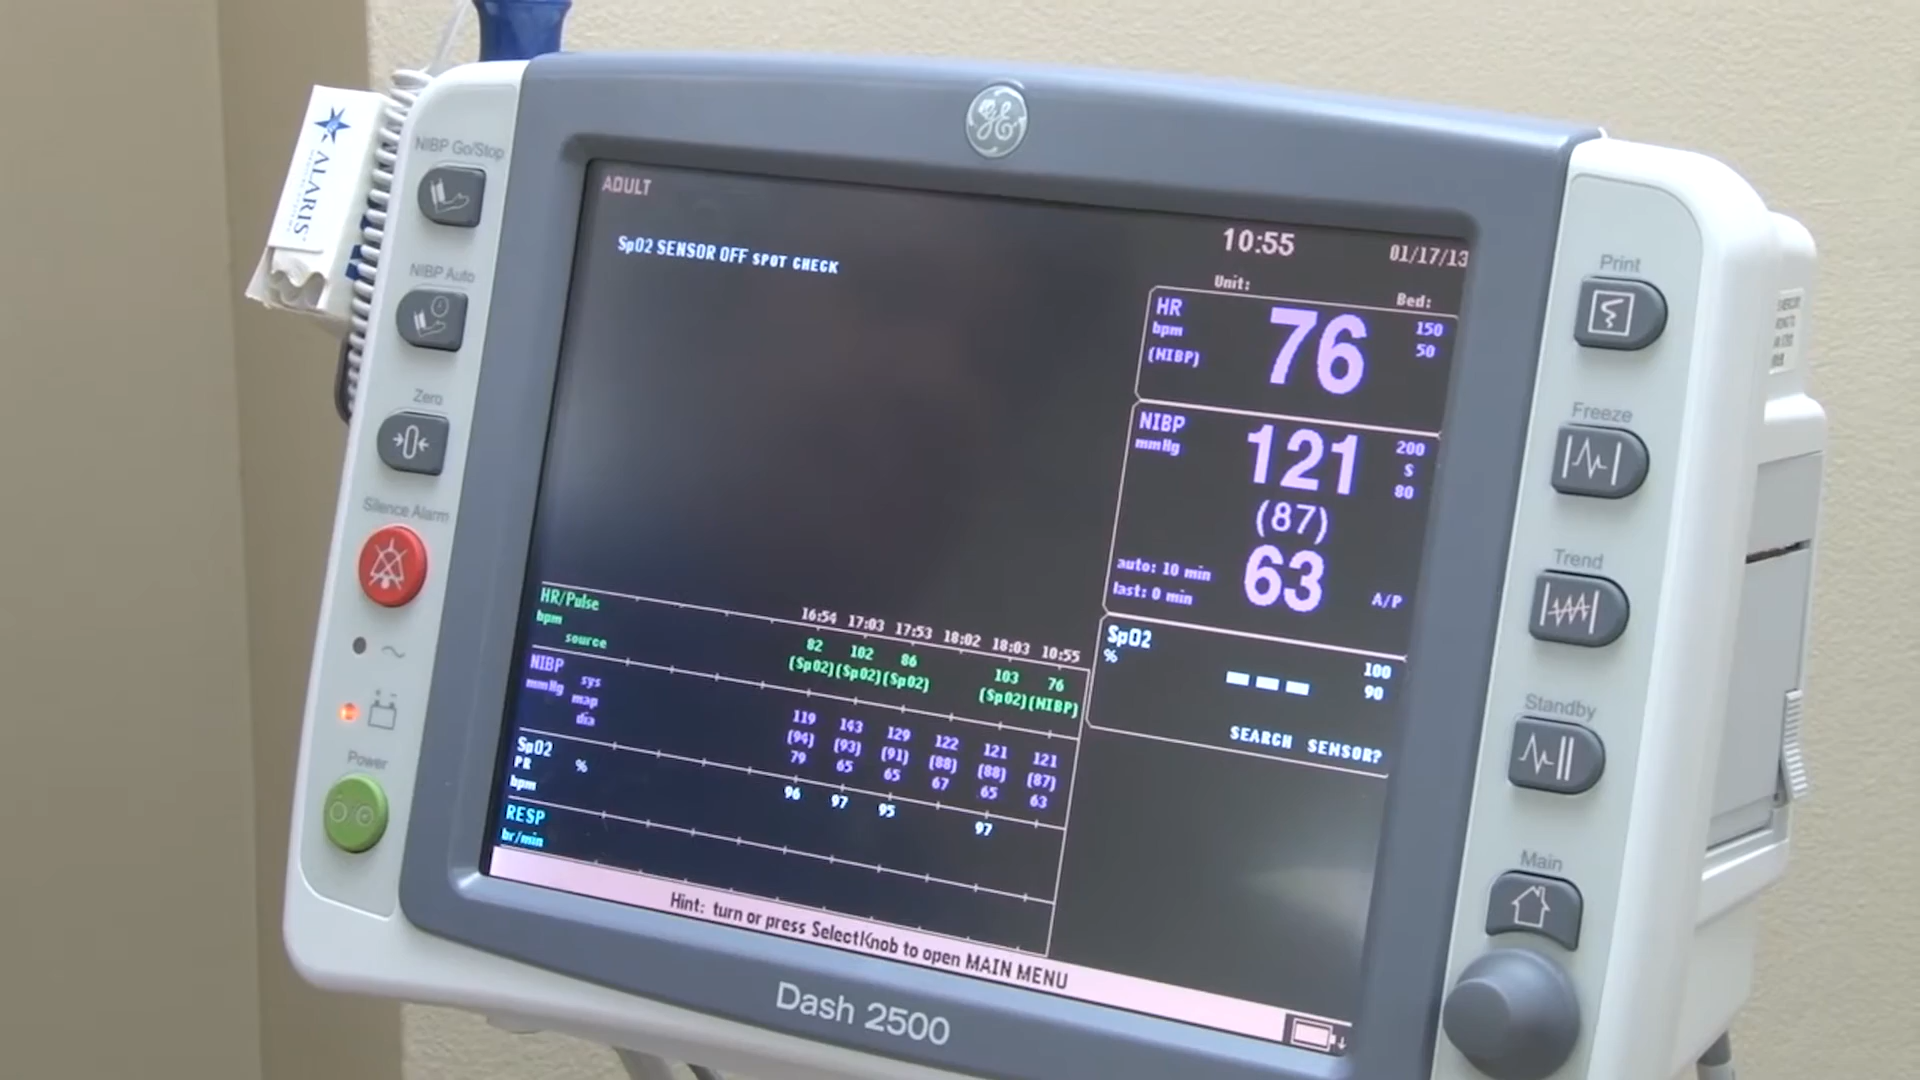 ALARIS
NIBP Go/Stop
NIBP Auto
Zero
Silence Alarm
Power
GE
ADULT
SpO2 SENSOR OFF SPOT CHECK
10:55 01/17/13
Unit: Bed:
HR 76 150
bpm 50
(NIBP)
NIBP 121 200
mmHg S
80
(87)
auto: 10 min 63
last: 0 min A/P
SpO2 100
% --- 90
SEARCH SENSOR?
16:54 17:03 17:53 18:02 18:03 10:55
HR/Pulse 82 102 86 103 76
bpm
source (SpO2) (SpO2) (SpO2) (SpO2) (NIBP)
NIBP sys 119 143 129 122 121 121
mmHg map (94) (93) (91) (88) (88) (87)
dia 79 65 65 67 65 63
SpO2 % 96 97 95 97
PR
bpm
RESP
br/min
Hint: turn or press SelectKnob to open MAIN MENU
Dash 2500
Print
Freeze
Trend
Standby
Main